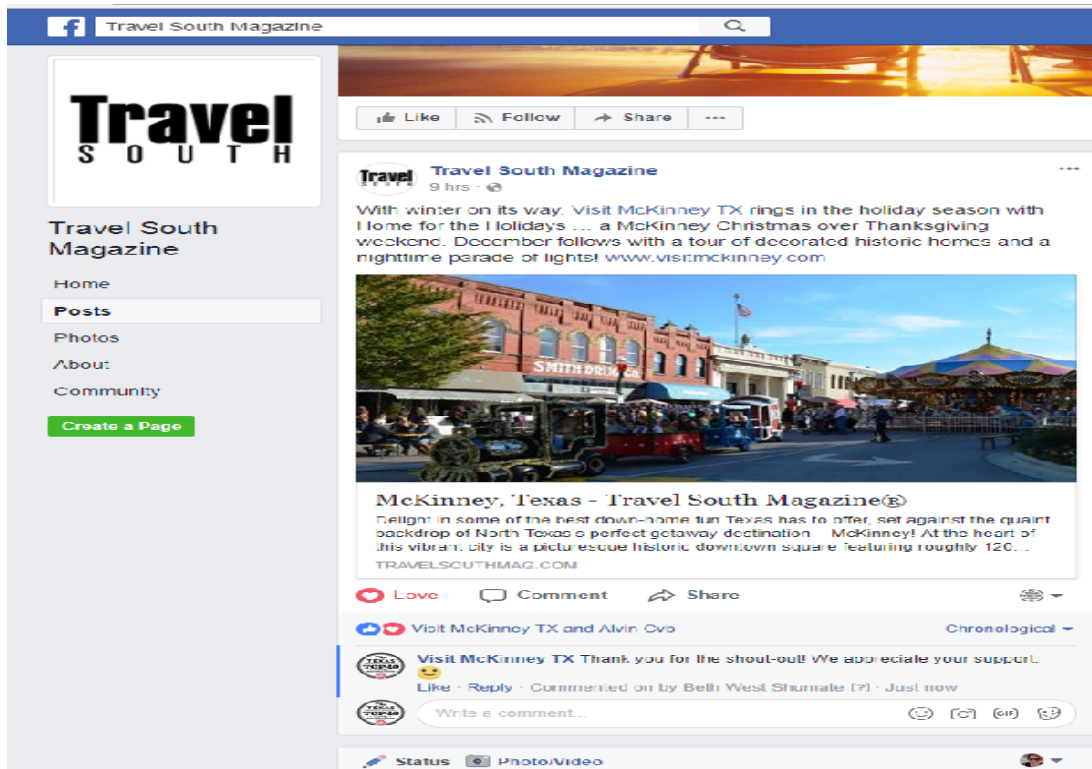 Travel South Magazine
Travel
SOUTH
Like
Follow
Share
Travel South
Magazine
Home
Posts
Photos
About
Community
Create a Page
Travel
SOUTH
Travel South Magazine
9 hrs ·
With winter on its way, Visit McKinney TX rings in the holiday season with
Home for the Holidays ... a McKinney Christmas over Thanksgiving
weekend. December follows with a tour of decorated historic homes and a
nighttime parade of lights! www.visitmckinney.com
SMITH DRUG CO
McKinney, Texas - Travel South Magazine®
Delight in some of the best down-home fun Texas has to offer, set against the quaint
backdrop of North Texas's perfect getaway destination – McKinney! At the heart of
this vibrant city is a picturesque historic downtown square featuring roughly 120...
TRAVELSOUTHMAG.COM
Love
Comment
Share
Visit McKinney TX and Alvin Cvb
Chronological
Visit McKinney TX Thank you for the shout-out! We appreciate your support.
Like · Reply · Commented on by Beth West Shumate [?] · Just now
Write a comment...
GIF
Status
Photo/Video